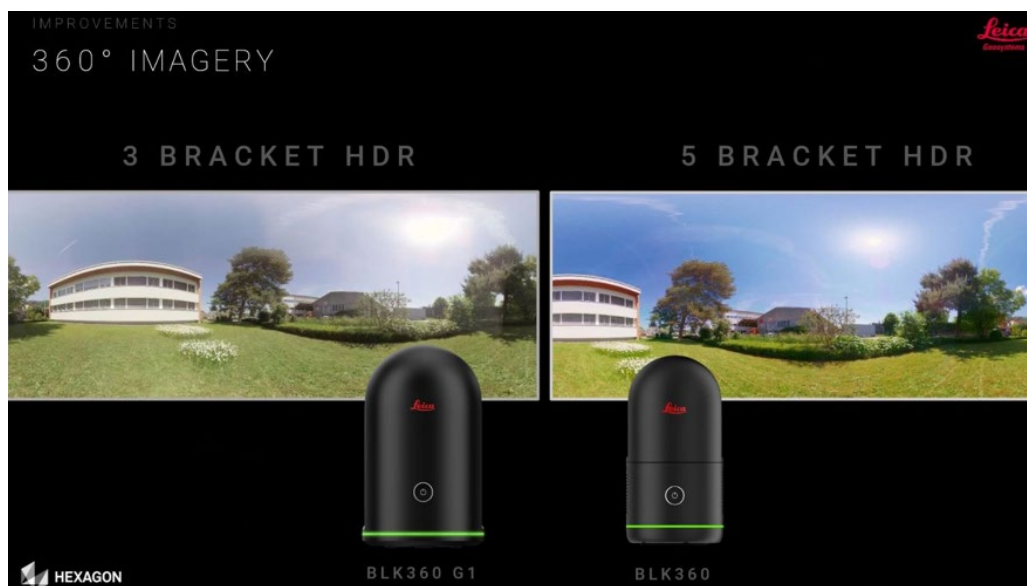 IMPROVEMENTS
360° IMAGERY
Leica
Geosystems
3 BRACKET HDR
5 BRACKET HDR
Leica
Leica
HEXAGON
BLK360 G1
BLK360